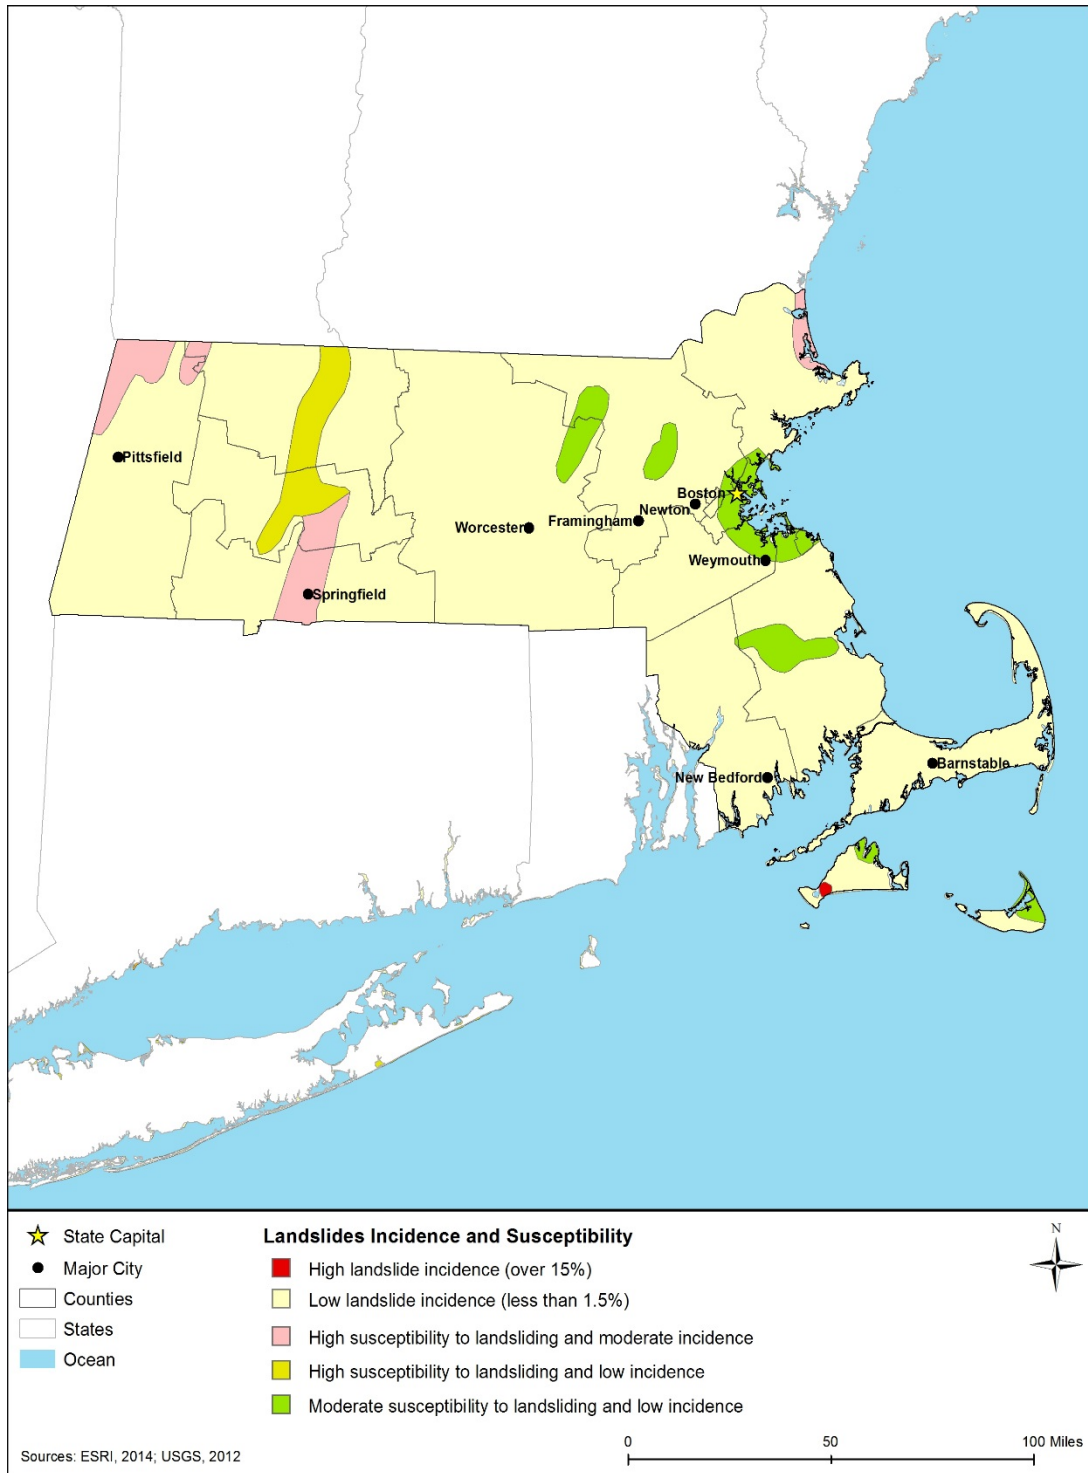 Pittsfield
Boston
Newton
Framingham
Worcester
Weymouth
Springfield
Barnstable
New Bedford
State Capital
Major City
Counties
States
Ocean
Landslides Incidence and Susceptibility
High landslide incidence (over 15%)
Low landslide incidence (less than 1.5%)
High susceptibility to landsliding and moderate incidence
High susceptibility to landsliding and low incidence
Moderate susceptibility to landsliding and low incidence
N
Sources: ESRI, 2014; USGS, 2012
0 50 100 Miles